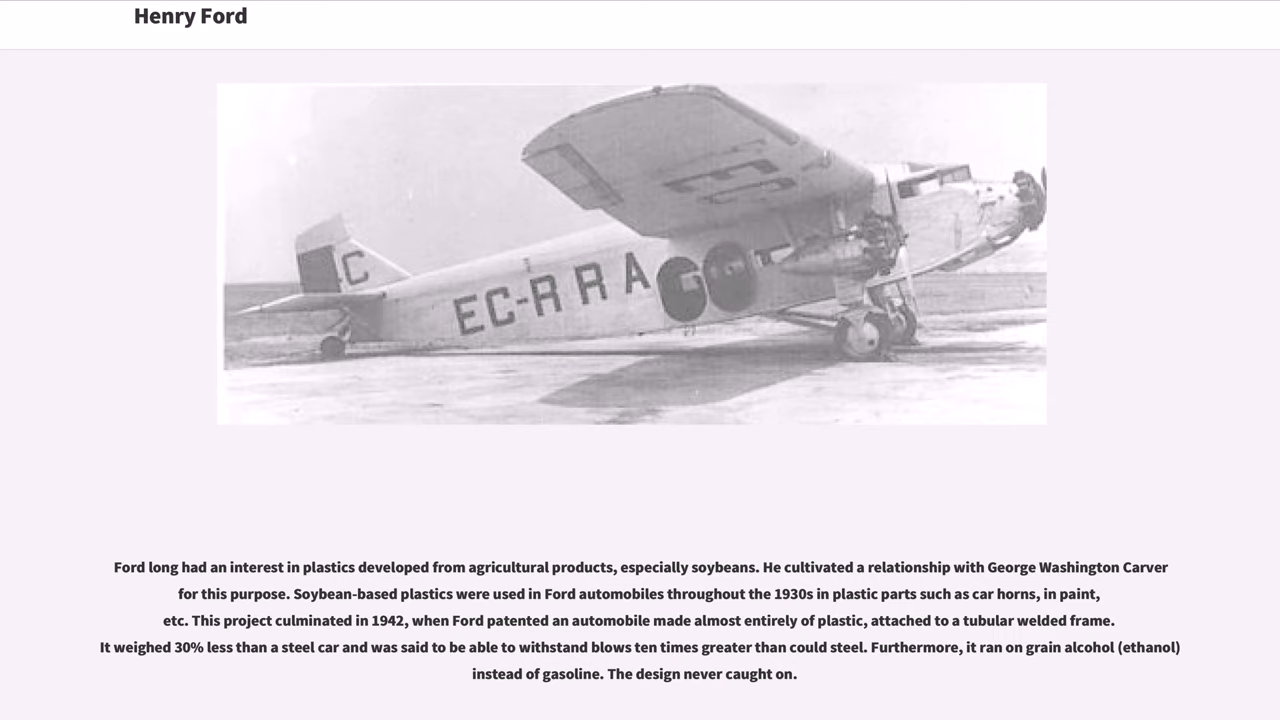 Henry Ford
EC
C
EC-RRA
Ford long had an interest in plastics developed from agricultural products, especially soybeans. He cultivated a relationship with George Washington Carver
for this purpose. Soybean-based plastics were used in Ford automobiles throughout the 1930s in plastic parts such as car horns, in paint,
etc. This project culminated in 1942, when Ford patented an automobile made almost entirely of plastic, attached to a tubular welded frame.
It weighed 30% less than a steel car and was said to be able to withstand blows ten times greater than could steel. Furthermore, it ran on grain alcohol (ethanol)
instead of gasoline. The design never caught on.